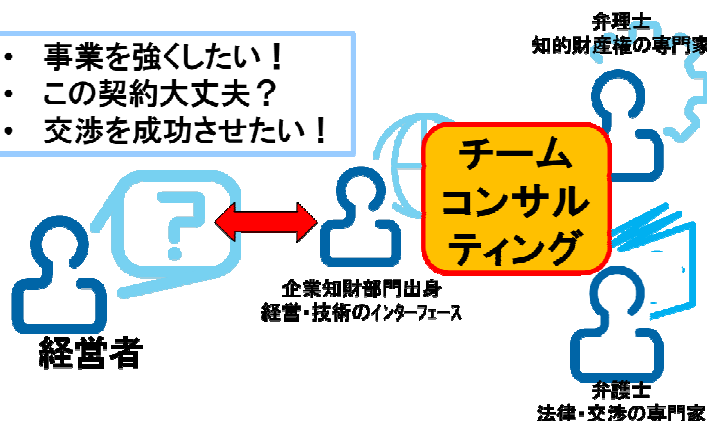 ・ 事業を強くしたい！
・ この契約大丈夫？
・ 交渉を成功させたい！
?
経営者
企業知財部門出身
経営・技術のインターフェース
チーム
コンサル
ティング
弁理士
知的財産権の専門家
弁護士
法律・交渉の専門家